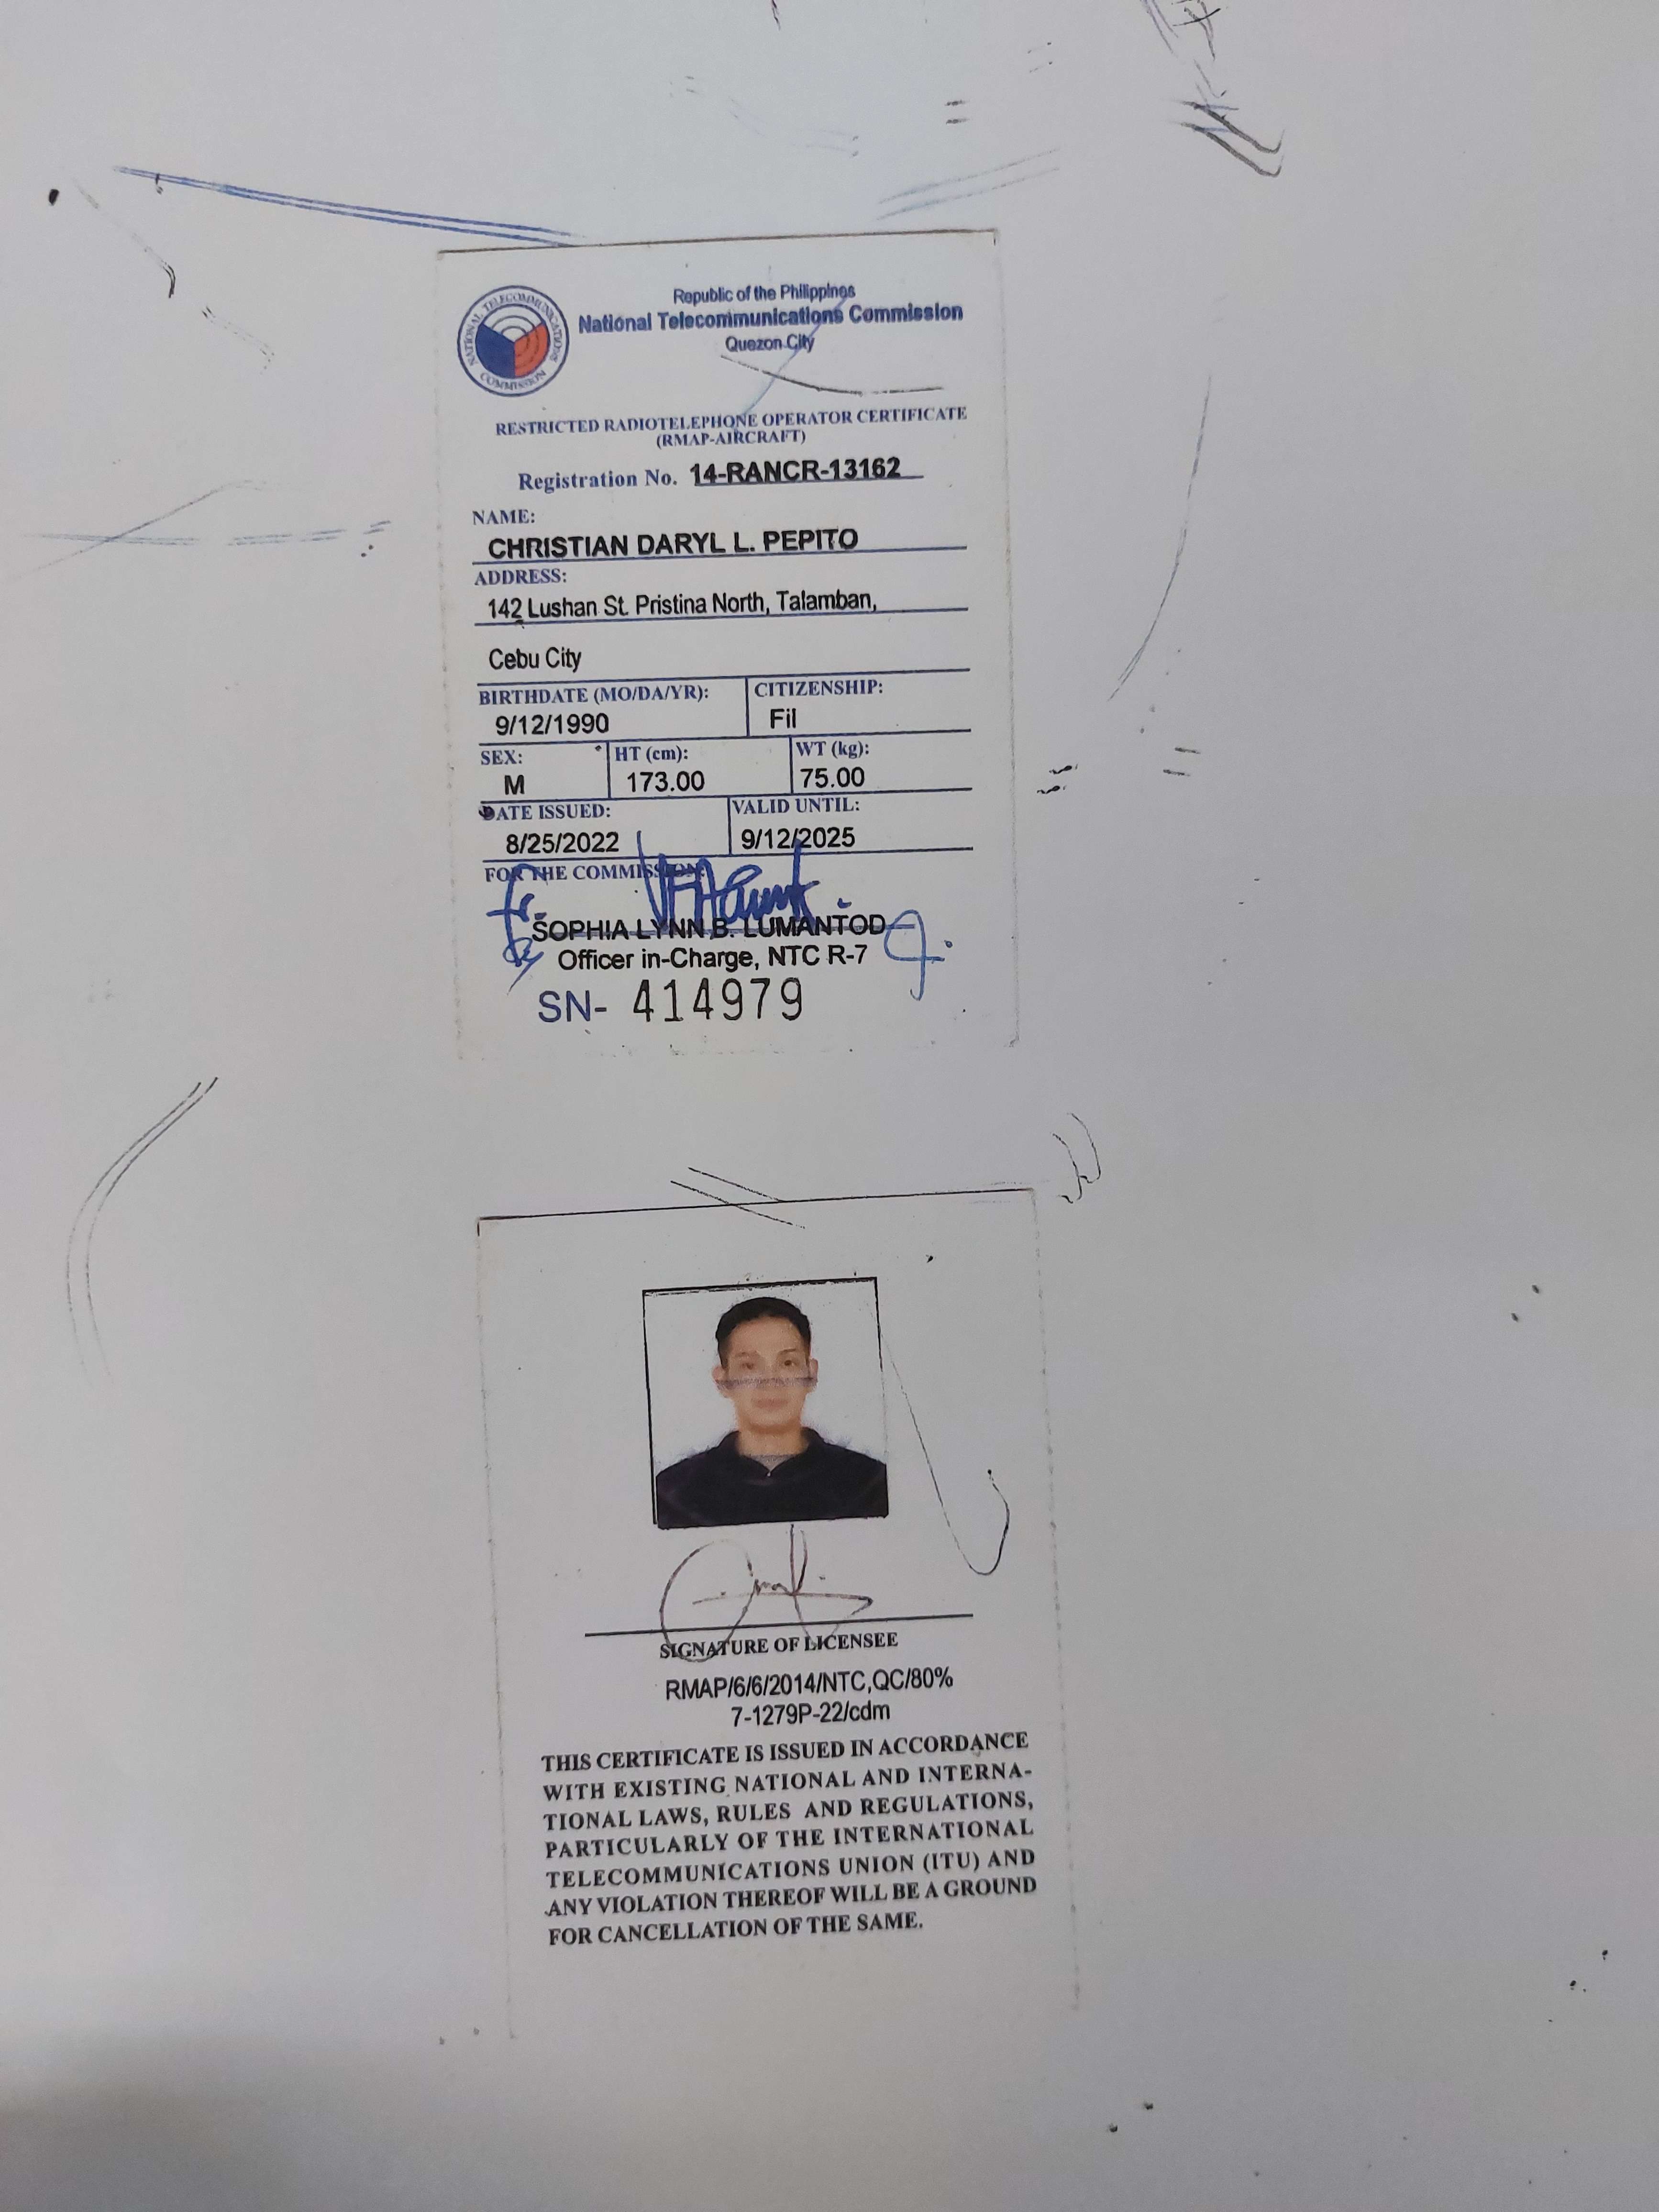 NATIONAL TELECOMMUNICATIONS
COMMISSION
Republic of the Philippines
National Telecommunications Commission
Quezon City
RESTRICTED RADIOTELEPHONE OPERATOR CERTIFICATE
(RMAP-AIRCRAFT)
Registration No. 14-RANCR-13162
NAME:
CHRISTIAN DARYL L. PEPITO
ADDRESS:
142 Lushan St. Pristina North, Talamban,
Cebu City
BIRTHDATE (MO/DA/YR): CITIZENSHIP:
9/12/1990 Fil
SEX: HT (cm): WT (kg):
M 173.00 75.00
DATE ISSUED: VALID UNTIL:
8/25/2022 9/12/2025
FOR THE COMMISSION:
SOPHIA LYNN B. LUMANTOD
Officer in-Charge, NTC R-7
SN- 414979
SIGNATURE OF LICENSEE
RMAP/6/6/2014/NTC,QC/80%
7-1279P-22/cdm
THIS CERTIFICATE IS ISSUED IN ACCORDANCE
WITH EXISTING NATIONAL AND INTERNA-
TIONAL LAWS, RULES AND REGULATIONS,
PARTICULARLY OF THE INTERNATIONAL
TELECOMMUNICATIONS UNION (ITU) AND
ANY VIOLATION THEREOF WILL BE A GROUND
FOR CANCELLATION OF THE SAME.